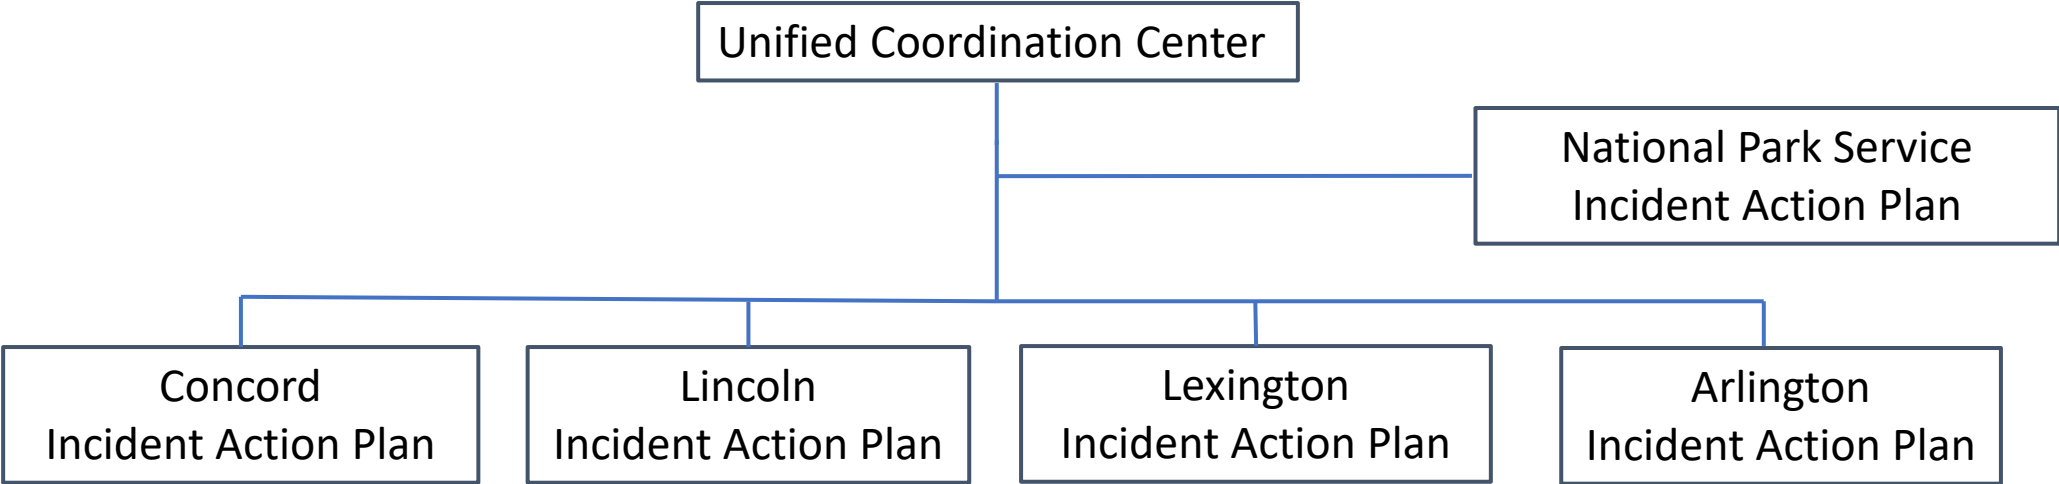 Unified Coordination Center
National Park Service
Incident Action Plan
Concord
Incident Action Plan
Lincoln
Incident Action Plan
Lexington
Incident Action Plan
Arlington
Incident Action Plan